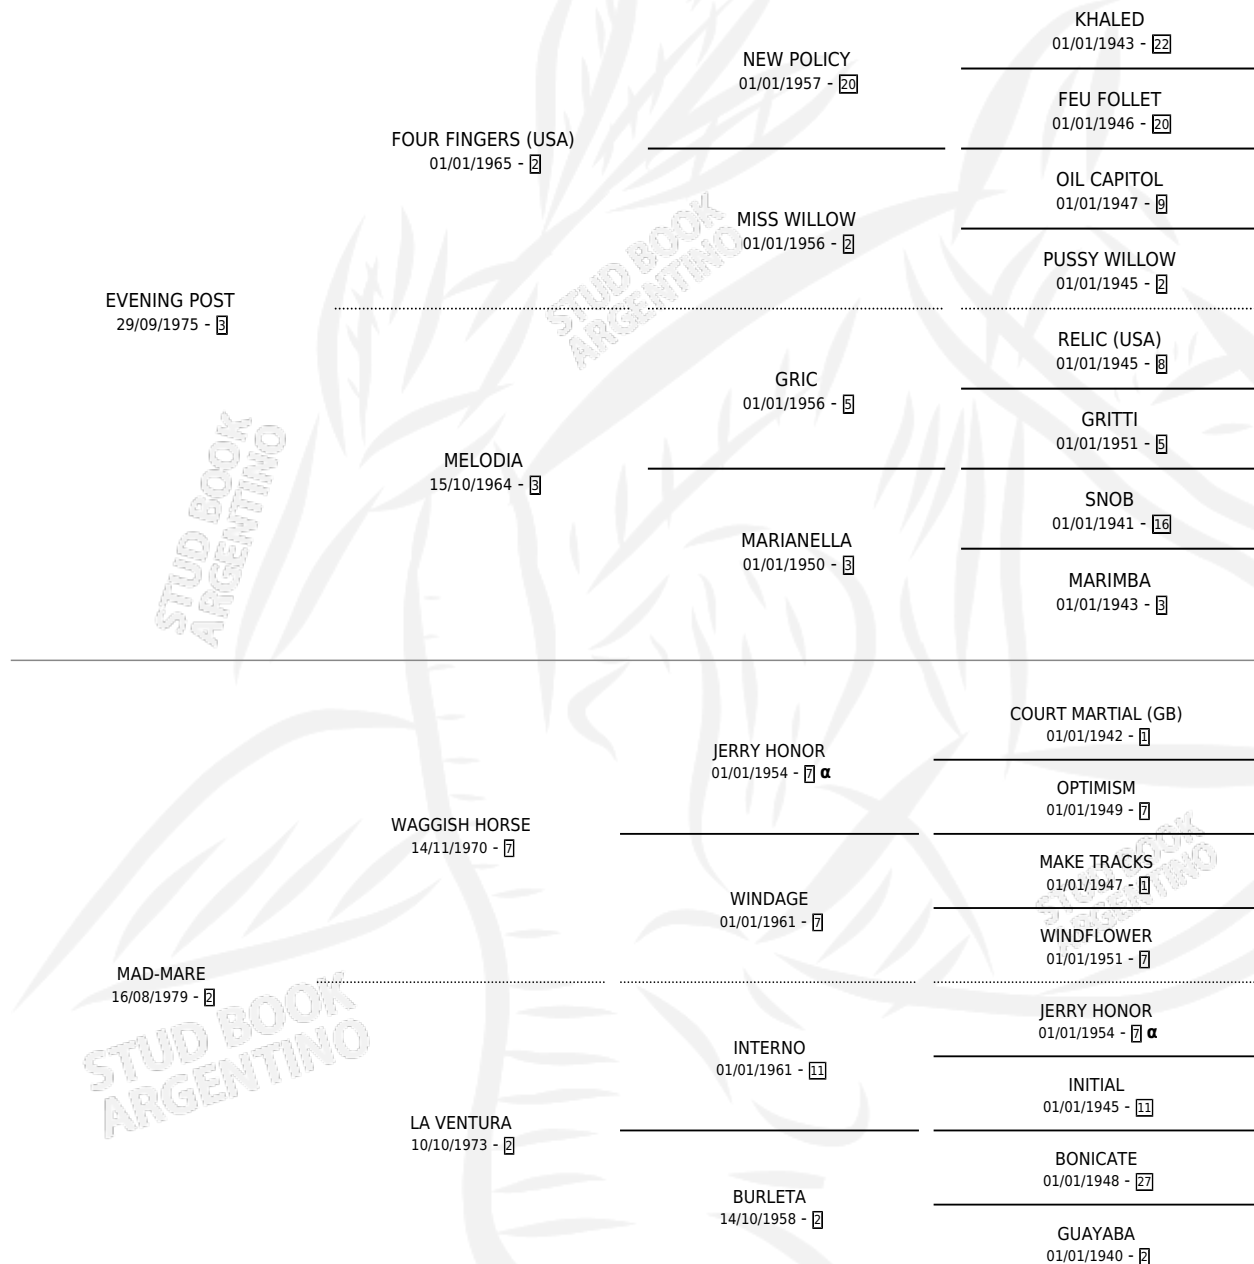 KHALED
01/01/1943 - 22
NEW POLICY
01/01/1957 - 20
FEU FOLLET
01/01/1946 - 20
FOUR FINGERS (USA)
01/01/1965 - 2
OIL CAPITOL
01/01/1947 - 9
MISS WILLOW
01/01/1956 - 2
PUSSY WILLOW
01/01/1945 - 2
STUD BOOK
ARGENTINO
EVENING POST
29/09/1975 - 3
RELIC (USA)
01/01/1945 - 8
GRIC
01/01/1956 - 5
GRITTI
01/01/1951 - 5
MELODIA
15/10/1964 - 3
SNOB
01/01/1941 - 16
MARIANELLA
01/01/1950 - 3
MARIMBA
01/01/1943 - 3
STUD BOOK
ARGENTINO
COURT MARTIAL (GB)
01/01/1942 - 1
JERRY HONOR
01/01/1954 - 7 α
OPTIMISM
01/01/1949 - 7
WAGGISH HORSE
14/11/1970 - 7
MAKE TRACKS
01/01/1947 - 1
WINDAGE
01/01/1961 - 7
WINDFLOWER
01/01/1951 - 7
STUD BOOK
ARGENTINO
MAD-MARE
16/08/1979 - 2
STUD BOOK
ARGENTINO
JERRY HONOR
01/01/1954 - 7 α
INTERNO
01/01/1961 - 11
INITIAL
01/01/1945 - 11
LA VENTURA
10/10/1973 - 2
BONICATE
01/01/1948 - 27
BURLETA
14/10/1958 - 2
GUAYABA
01/01/1940 - 2